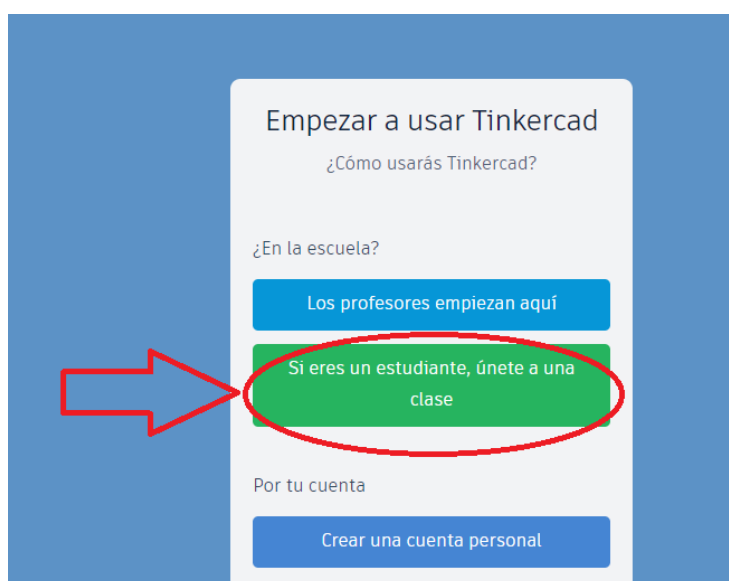 Empezar a usar Tinkercad
¿Cómo usarás Tinkercad?
¿En la escuela?
Los profesores empiezan aquí
Si eres un estudiante, únete a una
clase
Por tu cuenta
Crear una cuenta personal